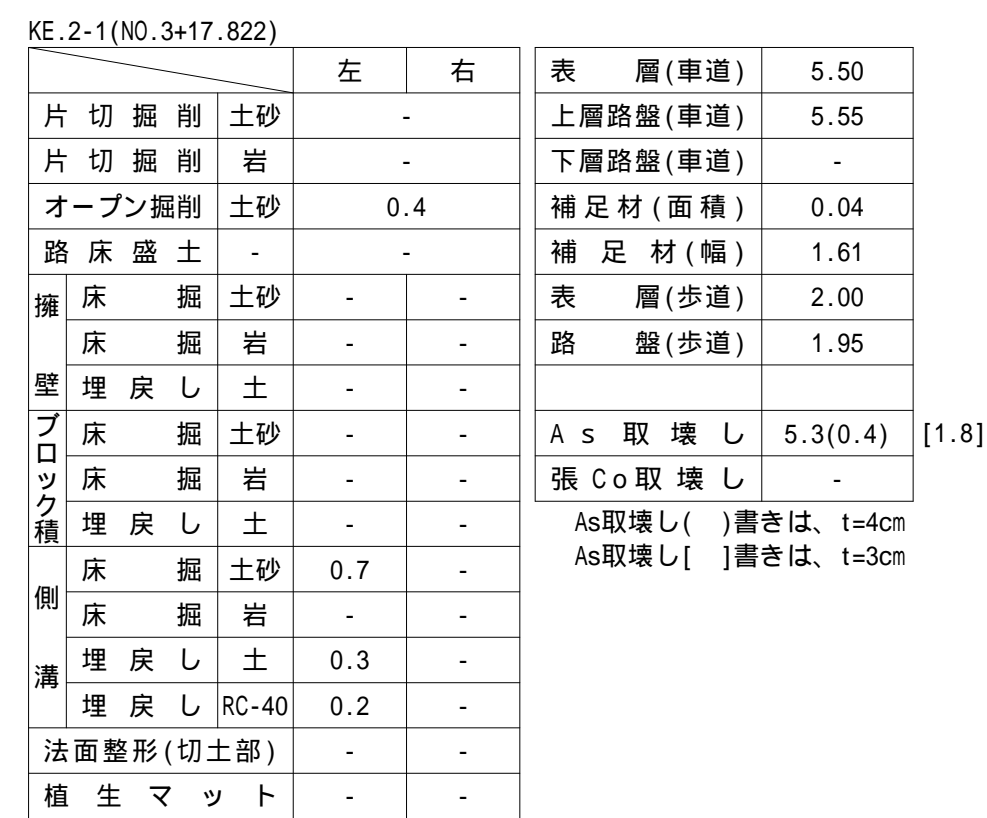 KE.2-1(NO.3+17.822)
左 右
片切掘削 土砂 -
片切掘削 岩 -
オープン掘削 土砂 0.4
路床盛土 - -
擁壁
床掘 土砂 - -
床掘 岩 - -
埋戻し 土 - -
ブロック積
床掘 土砂 - -
床掘 岩 - -
埋戻し 土 - -
側溝
床掘 土砂 0.7 -
床掘 岩 - -
埋戻し 土 0.3 -
埋戻し RC-40 0.2 -
法面整形(切土部) - -
植生マット - -
表層(車道) 5.50
上層路盤(車道) 5.55
下層路盤(車道) -
補足材(面積) 0.04
補足材(幅) 1.61
表層(歩道) 2.00
路盤(歩道) 1.95
As取壊し 5.3(0.4) [1.8]
張Co取壊し -
As取壊し( )書きは、t=4cm
As取壊し[ ]書きは、t=3cm